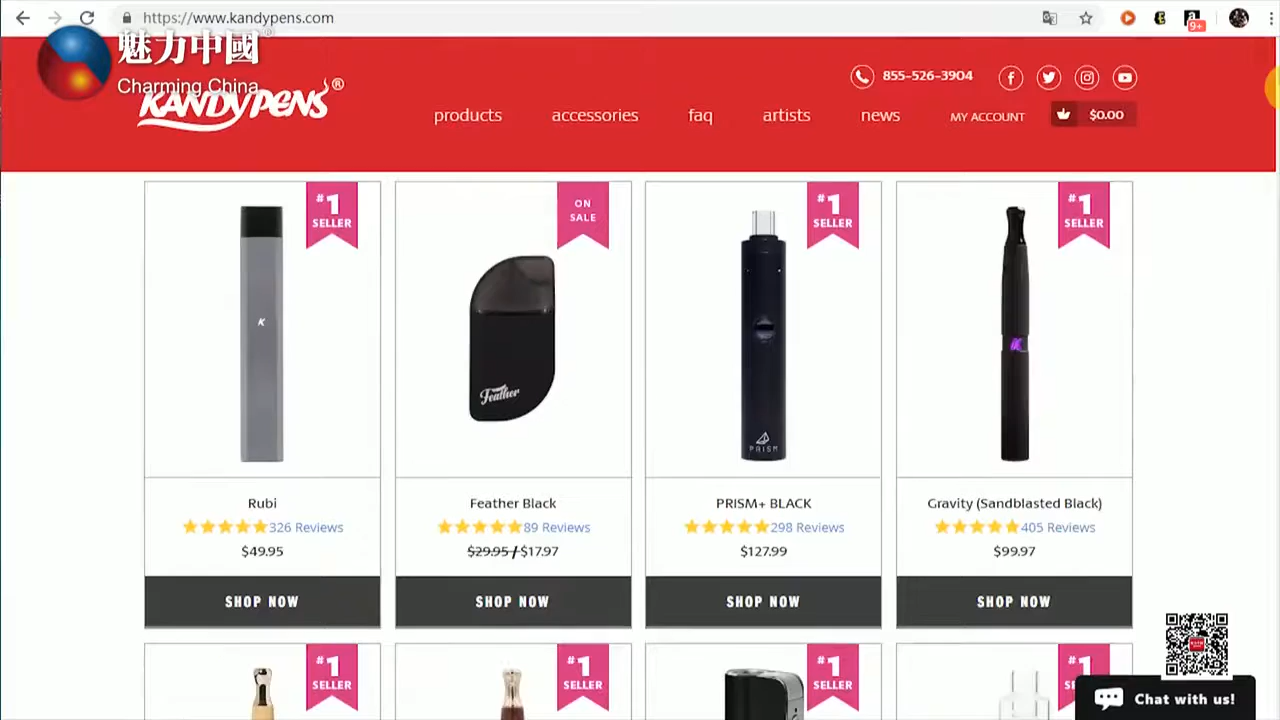 https://www.kandypens.com
9+
魅力中國
Charming China
KANDYPENS®
855-526-3904
products
accessories
faq
artists
news
MY ACCOUNT
$0.00
#1 SELLER
ON SALE
#1 SELLER
#1 SELLER
K
Feather
PRISM
K
Rubi
326 Reviews
$49.95
SHOP NOW
Feather Black
89 Reviews
$29.95 / $17.97
SHOP NOW
PRISM+ BLACK
298 Reviews
$127.99
SHOP NOW
Gravity (Sandblasted Black)
405 Reviews
$99.97
SHOP NOW
#1 SELLER
#1 SELLER
#1 SELLER
#1
SE
Chat with us!